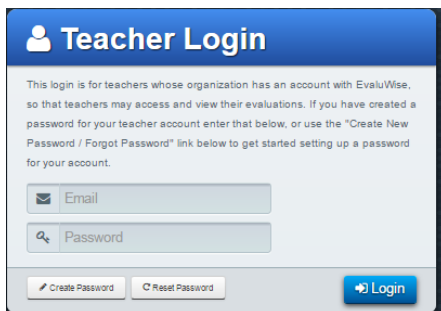 Teacher Login
This login is for teachers whose organization has an account with EvaluWise,
so that teachers may access and view their evaluations. If you have created a
password for your teacher account enter that below, or use the "Create New
Password / Forgot Password" link below to get started setting up a password
for your account.
Email
Password
Create Password Reset Password Login